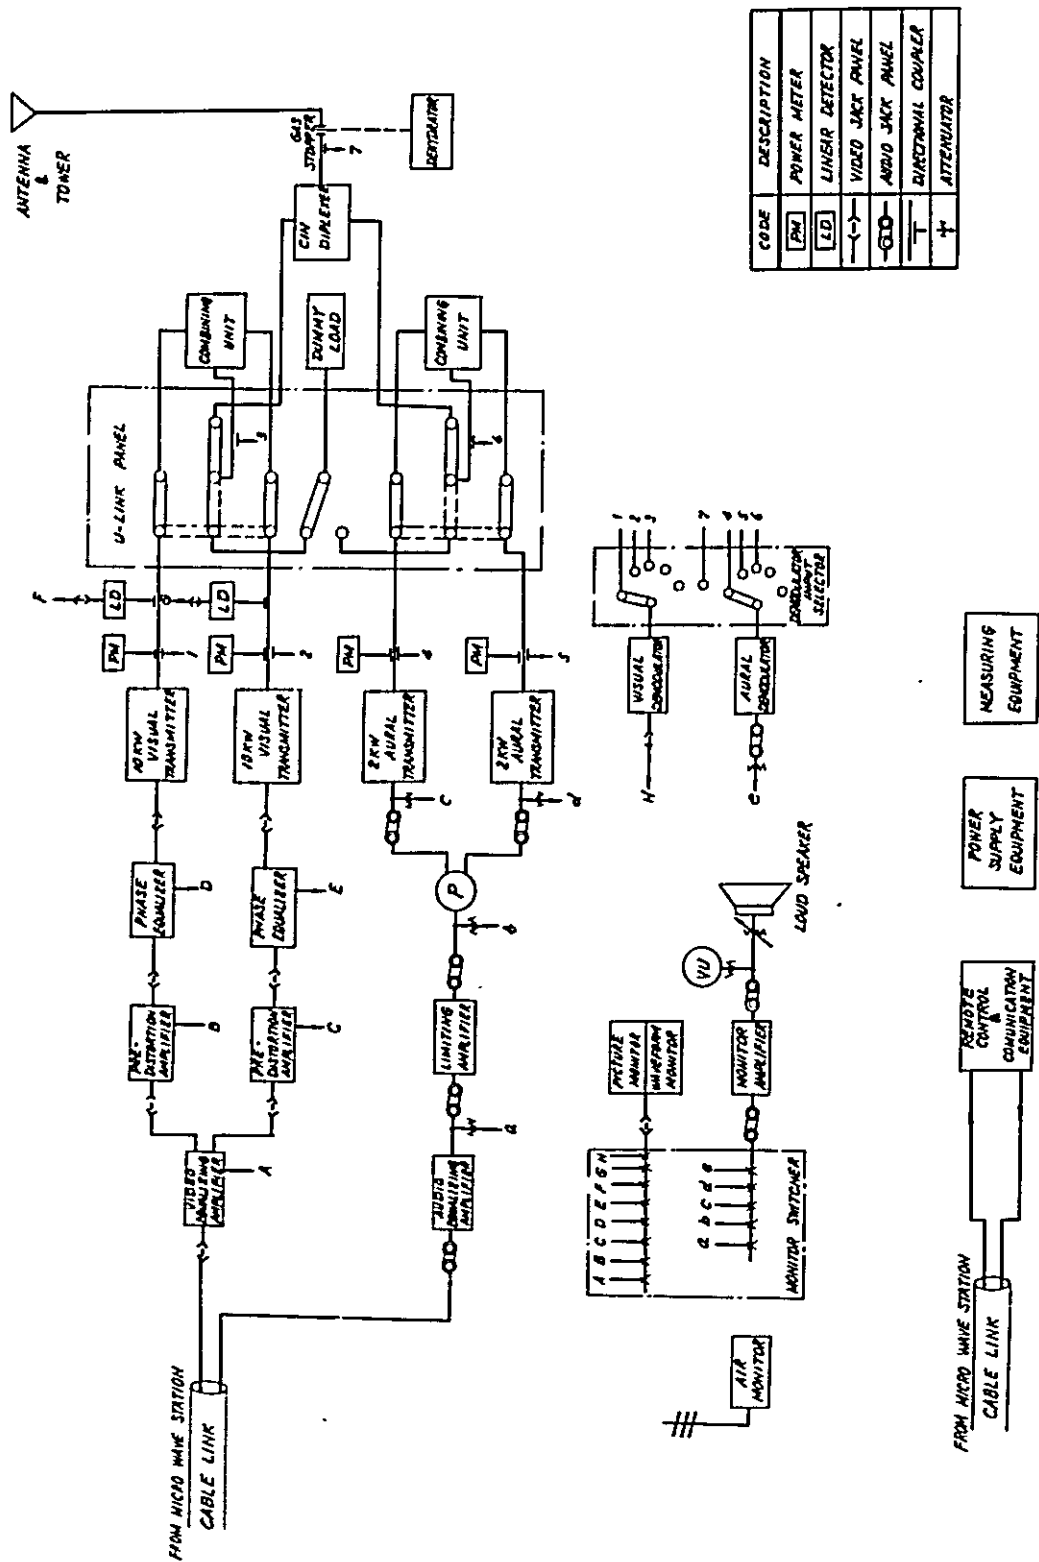 ANTENNA
&
TOWER
GAS
STOPPER
7
DEHYDRATOR
CIN
DIPLEXER
COMBINING
UNIT
DUMMY
LOAD
COMBINING
UNIT
U-LINK PANEL
3
6
F
LD
LD
PM
1
PM
2
PM
4
PM
5
10KW
VISUAL
TRANSMITTER
10KW
VISUAL
TRANSMITTER
2KW
AURAL
TRANSMITTER
2KW
AURAL
TRANSMITTER
C
d
PHASE
EQUALIZER
D
PHASE
EQUALIZER
E
P
b
PRE-
DISTORTION
AMPLIFIER
B
PRE-
DISTORTION
AMPLIFIER
C
LIMITING
AMPLIFIER
a
VIDEO
EQUALIZING
AMPLIFIER
A
AUDIO
EQUALIZING
AMPLIFIER
FROM MICRO WAVE STATION
CABLE LINK
CODE DESCRIPTION
PM POWER METER
LD LINEAR DETECTOR
VIDEO JACK PANEL
AUDIO JACK PANEL
DIRECTIONAL COUPLER
ATTENUATOR
1
2
3
7
4
5
6
DEMODULATOR
INPUT
SELECTOR
VISUAL
DEMODULATOR
H
AURAL
DEMODULATOR
e
LOUD SPEAKER
VU
PICTURE
MONITOR
WAVEFORM
MONITOR
MONITOR
AMPLIFIER
A B C D E F G H
a b c d e
MONITOR SWITCHER
AIR
MONITOR
MEASURING
EQUIPMENT
POWER
SUPPLY
EQUIPMENT
REMOTE
CONTROL
&
COMUNICATION
EQUIPMENT
FROM MICRO WAVE STATION
CABLE LINK